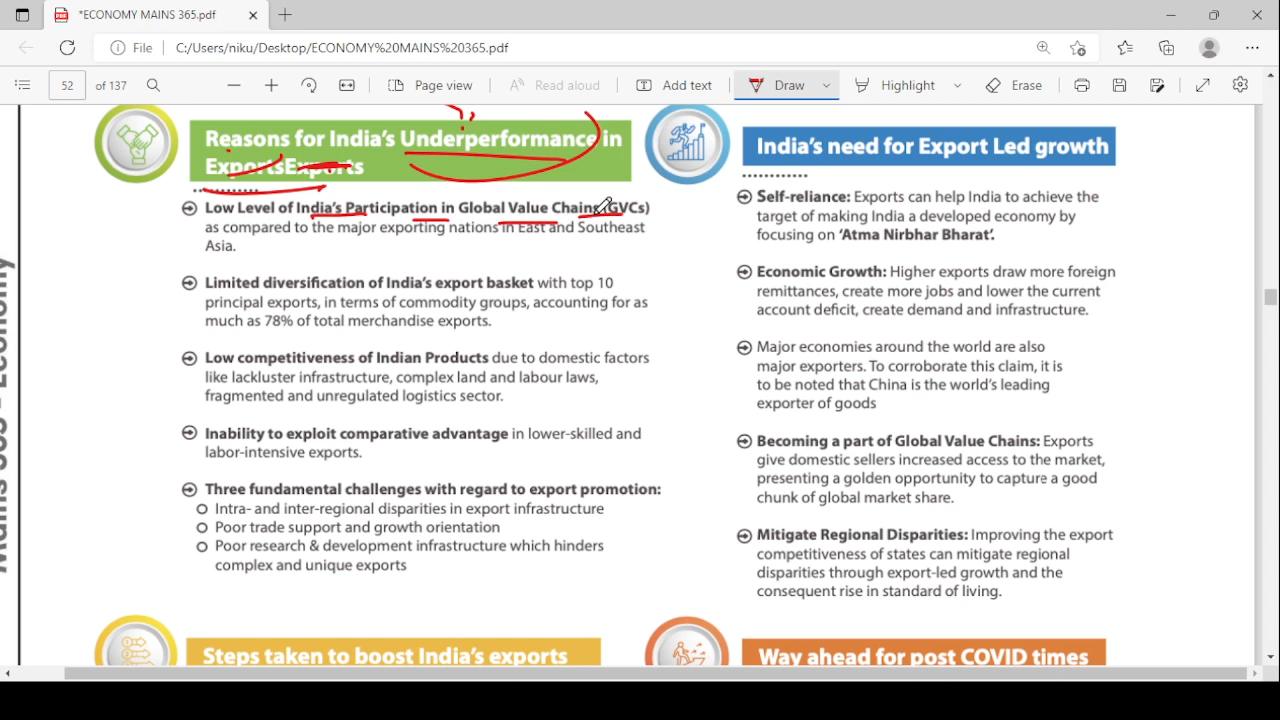 *ECONOMY MAINS 365.pdf
File
C:/Users/niku/Desktop/ECONOMY%20MAINS%20365.pdf
52
of 137
Page view
Read aloud
Add text
Draw
Highlight
Erase
Mains 365 - Economy
Reasons for India's Underperformance in
ExportsExports
Low Level of India's Participation in Global Value Chains (GVCs)
as compared to the major exporting nations in East and Southeast
Asia.
Limited diversification of India's export basket with top 10
principal exports, in terms of commodity groups, accounting for as
much as 78% of total merchandise exports.
Low competitiveness of Indian Products due to domestic factors
like lackluster infrastructure, complex land and labour laws,
fragmented and unregulated logistics sector.
Inability to exploit comparative advantage in lower-skilled and
labor-intensive exports.
Three fundamental challenges with regard to export promotion:
Intra- and inter-regional disparities in export infrastructure
Poor trade support and growth orientation
Poor research & development infrastructure which hinders
complex and unique exports
India's need for Export Led growth
Self-reliance: Exports can help India to achieve the
target of making India a developed economy by
focusing on 'Atma Nirbhar Bharat'.
Economic Growth: Higher exports draw more foreign
remittances, create more jobs and lower the current
account deficit, create demand and infrastructure.
Major economies around the world are also
major exporters. To corroborate this claim, it is
to be noted that China is the world's leading
exporter of goods
Becoming a part of Global Value Chains: Exports
give domestic sellers increased access to the market,
presenting a golden opportunity to capture a good
chunk of global market share.
Mitigate Regional Disparities: Improving the export
competitiveness of states can mitigate regional
disparities through export-led growth and the
consequent rise in standard of living.
Steps taken to boost India's exports
Way ahead for post COVID times